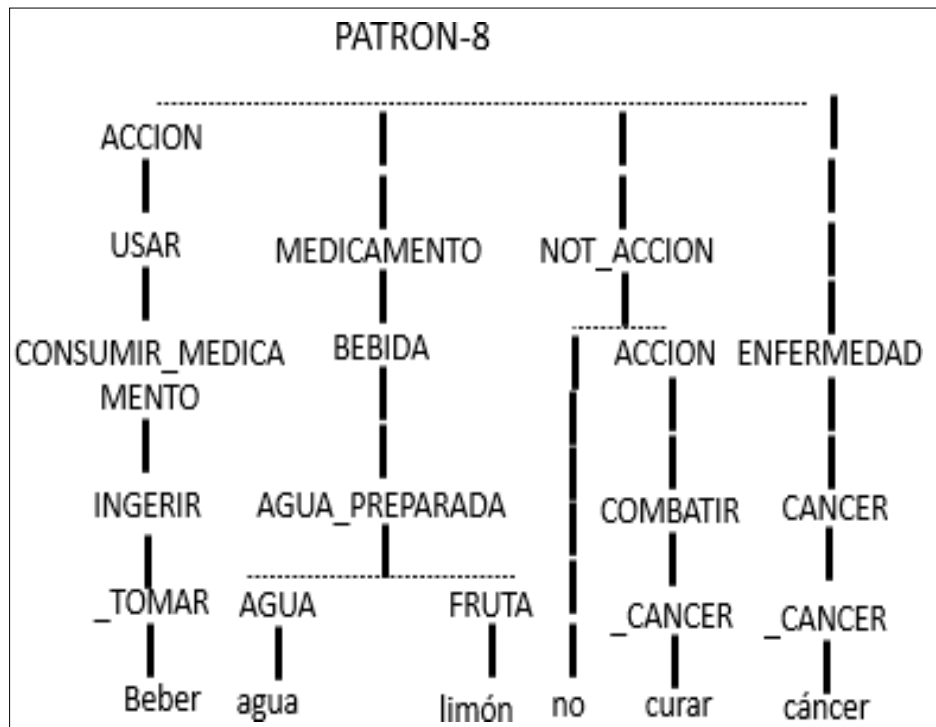 PATRON-8
ACCION
USAR MEDICAMENTO NOT_ACCION
CONSUMIR_MEDICA BEBIDA ACCION ENFERMEDAD
MENTO
INGERIR AGUA_PREPARADA COMBATIR CANCER
_TOMAR AGUA FRUTA _CANCER _CANCER
Beber agua limón no curar cáncer